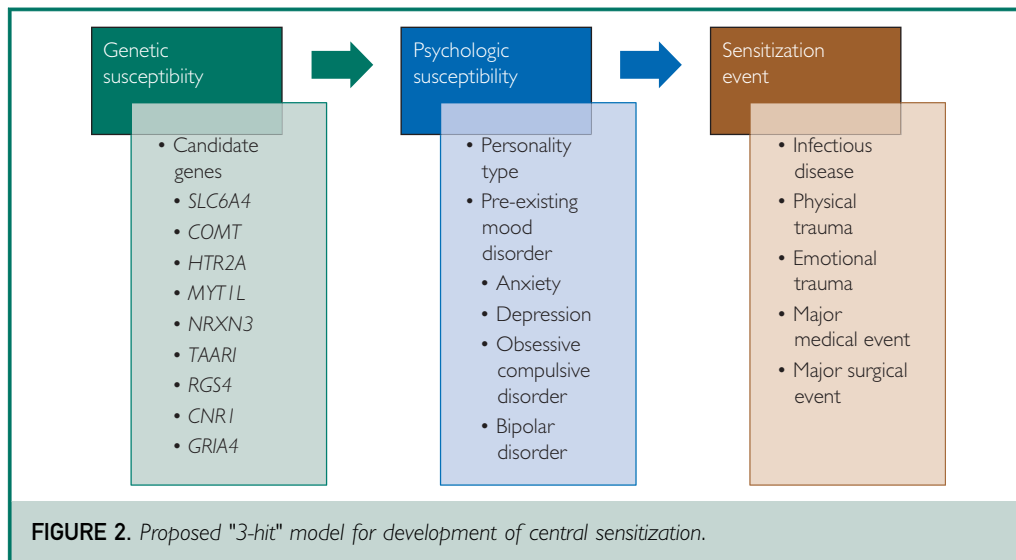 Genetic
susceptibiity
• Candidate
genes
• SLC6A4
• COMT
• HTR2A
• MYT1L
• NRXN3
• TAARI
• RGS4
• CNR1
• GRIA4
Psychologic
susceptibility
• Personality
type
• Pre-existing
mood
disorder
• Anxiety
• Depression
• Obsessive
compulsive
disorder
• Bipolar
disorder
Sensitization
event
• Infectious
disease
• Physical
trauma
• Emotional
trauma
• Major
medical event
• Major surgical
event
FIGURE 2. Proposed "3-hit" model for development of central sensitization.